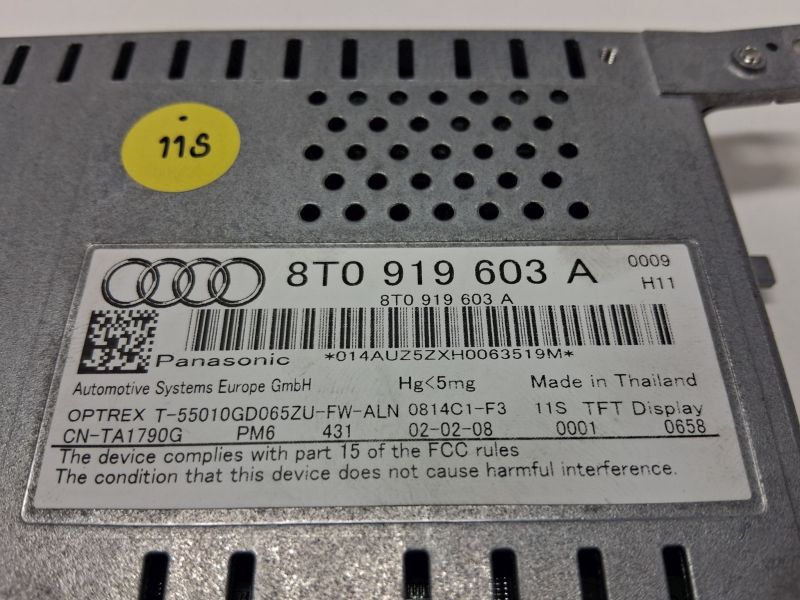 11S
8T0 919 603 A
0009
H11
8T0 919 603 A
*014AUZ5ZXH0063519M*
Panasonic
Automotive Systems Europe GmbH Hg<5mg Made in Thailand
OPTREX T-55010GD065ZU-FW-ALN 0814C1-F3 11S TFT Display
CN-TA1790G PM6 431 02-02-08 0001 0658
The device complies with part 15 of the FCC rules
The condition that this device does not cause harmful interference.